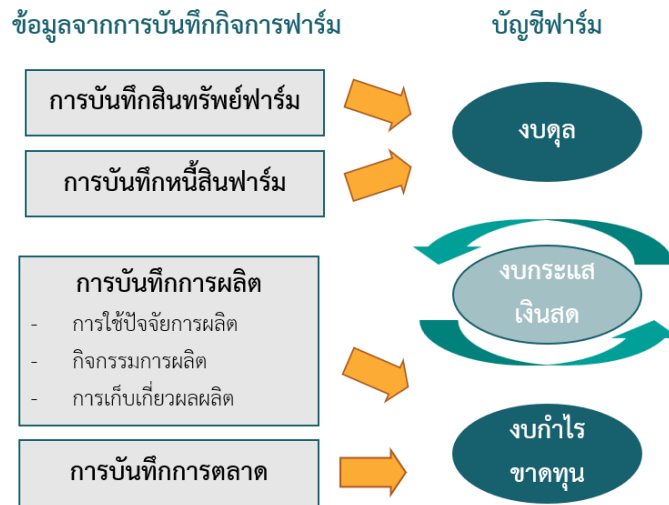 ข้อมูลจากการบันทึกกิจการฟาร์ม
บัญชีฟาร์ม
การบันทึกสินทรัพย์ฟาร์ม
งบดุล
การบันทึกหนี้สินฟาร์ม
งบกระแส
เงินสด
การบันทึกการผลิต
- การใช้ปัจจัยการผลิต
- กิจกรรมการผลิต
- การเก็บเกี่ยวผลผลิต
งบกำไร
ขาดทุน
การบันทึกการตลาด